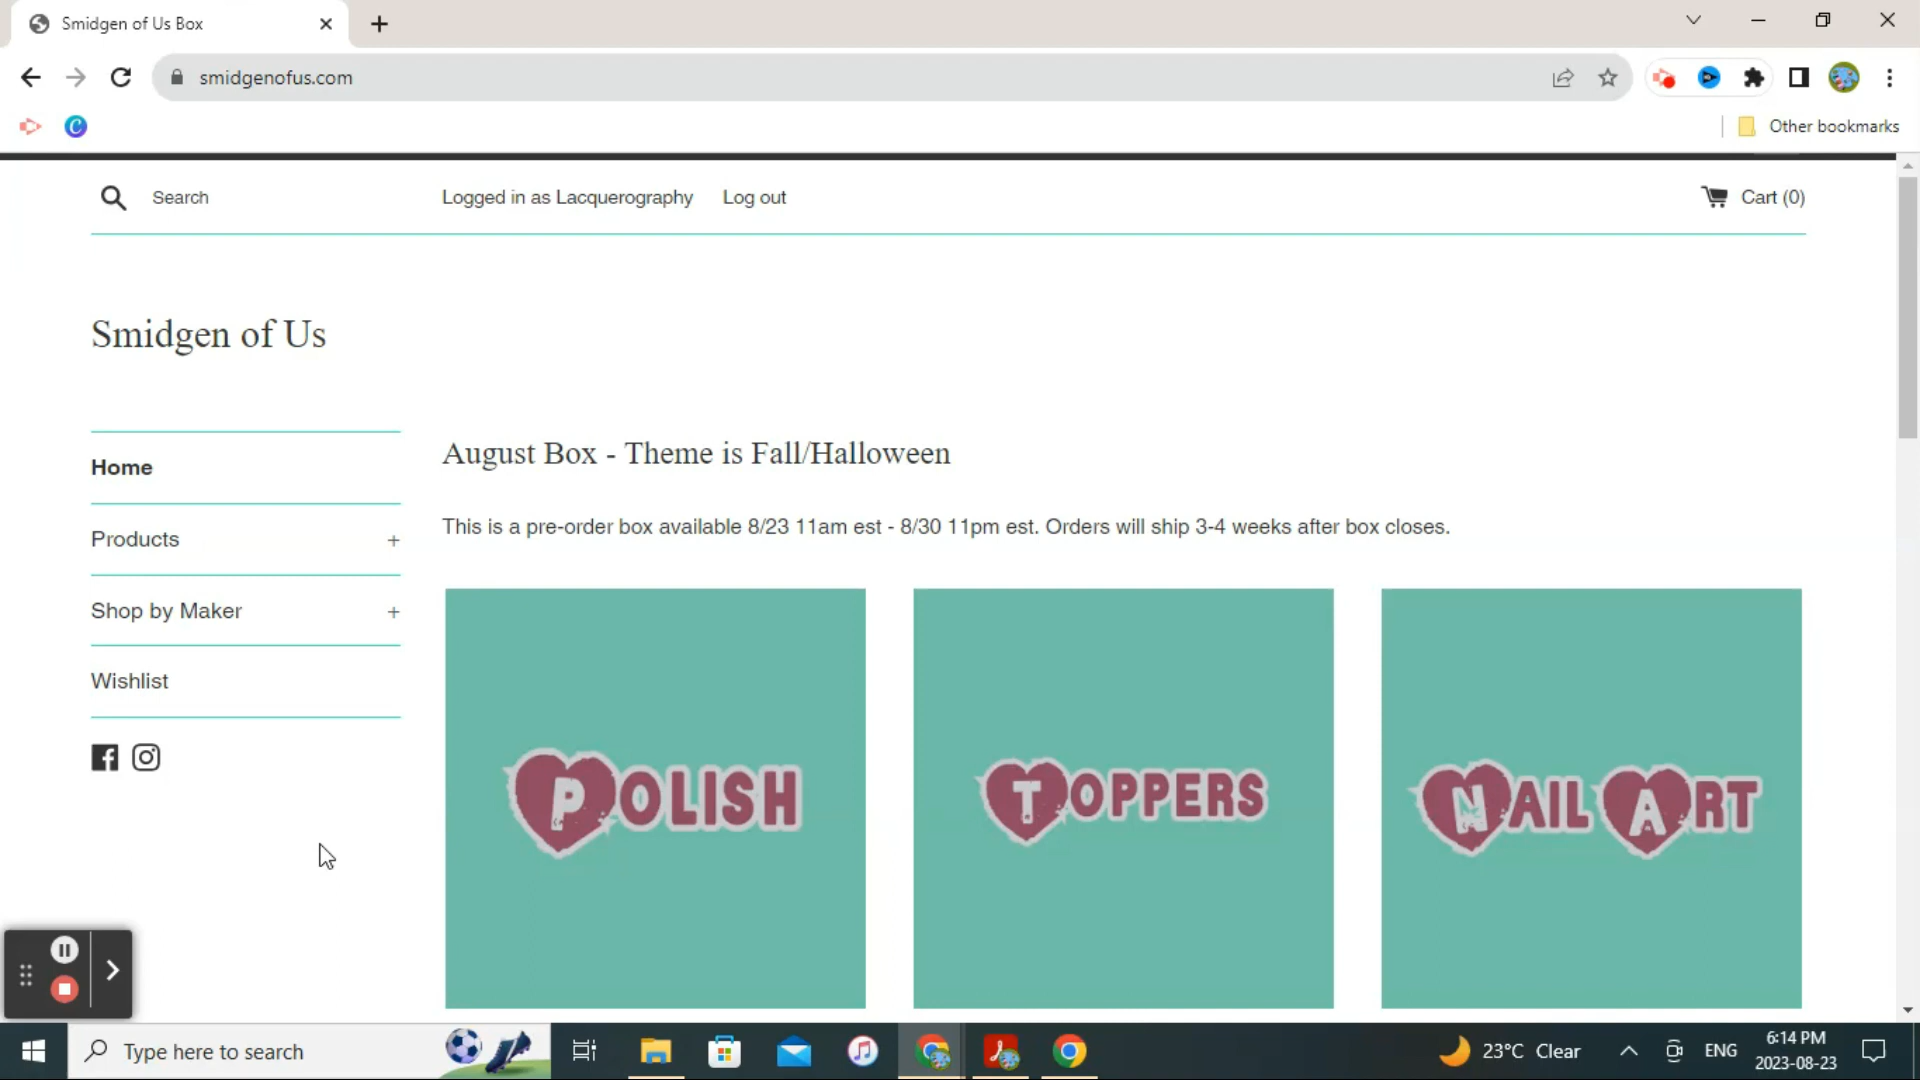 Smidgen of Us Box
smidgenofus.com
Other bookmarks
Search
Logged in as Lacquerography
Log out
Cart (0)
Smidgen of Us
Home
Products +
Shop by Maker +
Wishlist
August Box - Theme is Fall/Halloween
This is a pre-order box available 8/23 11am est - 8/30 11pm est. Orders will ship 3-4 weeks after box closes.
POLISH
TOPPERS
NAIL ART
Type here to search
23°C Clear
ENG
6:14 PM
2023-08-23